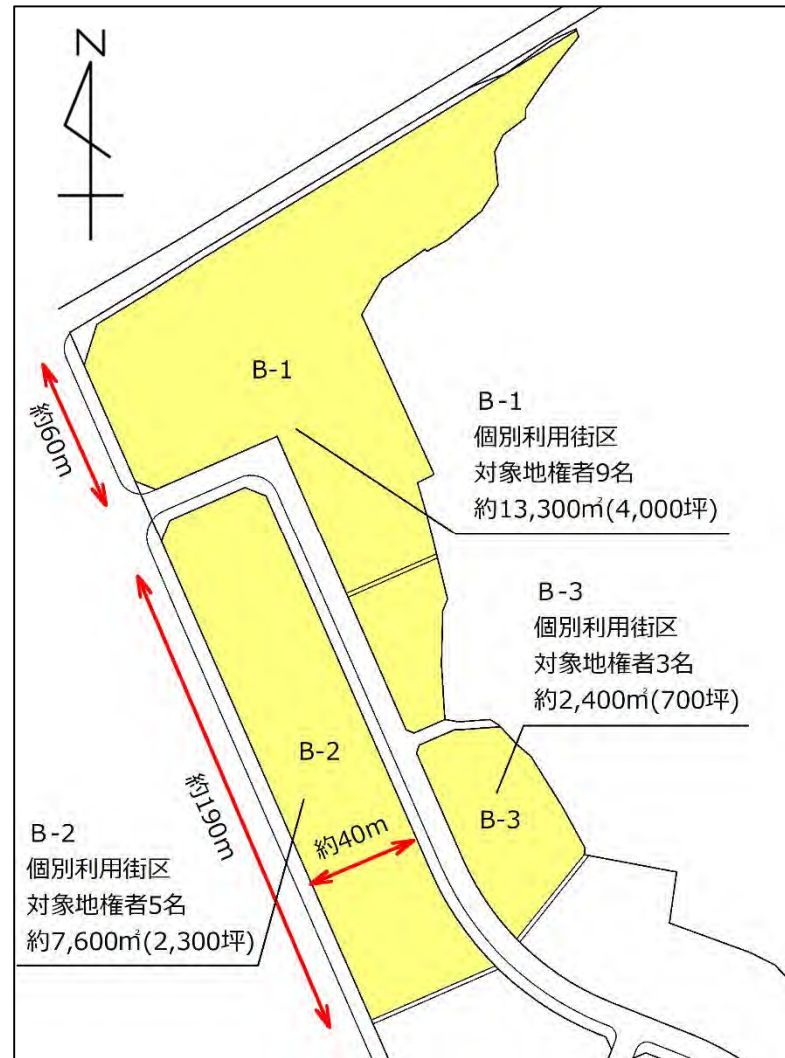 N
B-1
約60m
B-1
個別利用街区
対象地権者9名
約13,300㎡(4,000坪)
B-3
個別利用街区
対象地権者3名
約2,400㎡(700坪)
B-2
約190m
約40m
B-3
B-2
個別利用街区
対象地権者5名
約7,600㎡(2,300坪)